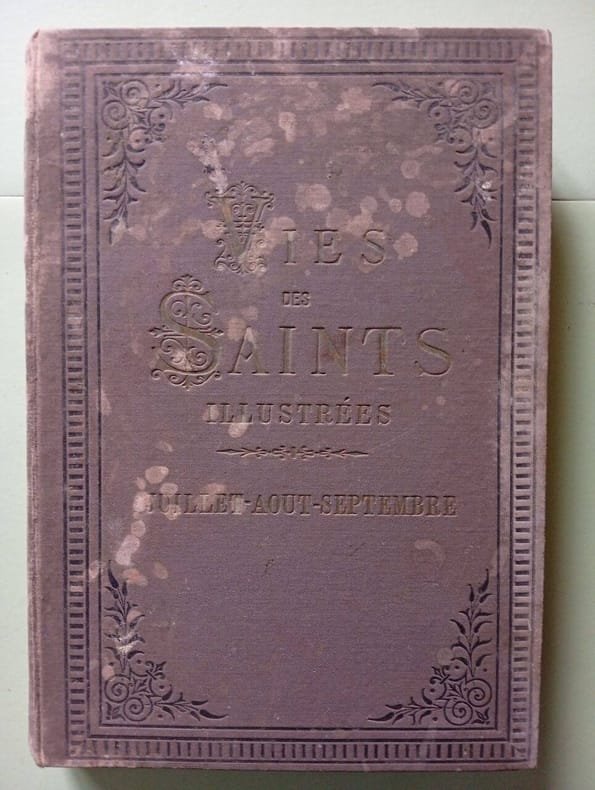 VIES
DES
SAINTS
ILLUSTRÉES
JUILLET-AOUT-SEPTEMBRE